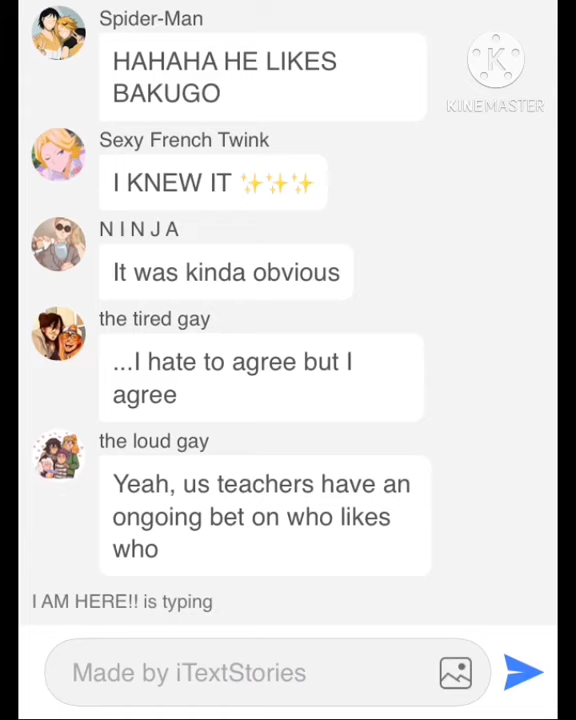 Spider-Man
HAHAHA HE LIKES
BAKUGO
KINEMASTER
K
Sexy French Twink
I KNEW IT ✨✨✨
N I N J A
It was kinda obvious
the tired gay
...I hate to agree but I
agree
the loud gay
Yeah, us teachers have an
ongoing bet on who likes
who
I AM HERE!! is typing
Made by iTextStories